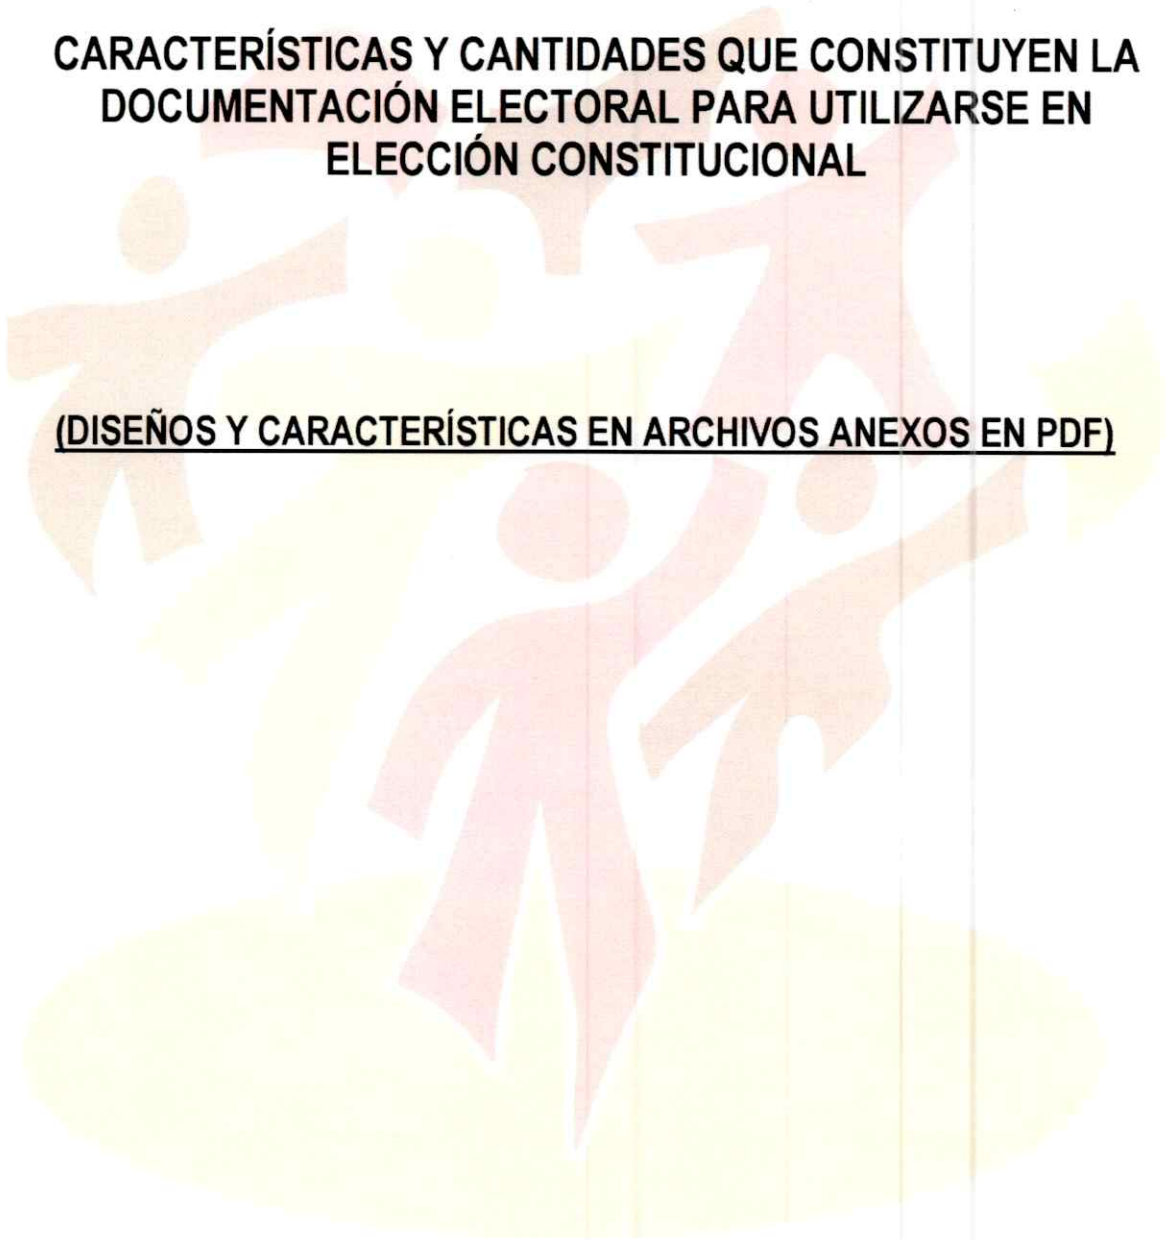 CARACTERÍSTICAS Y CANTIDADES QUE CONSTITUYEN LA
DOCUMENTACIÓN ELECTORAL PARA UTILIZARSE EN
ELECCIÓN CONSTITUCIONAL
(DISEÑOS Y CARACTERÍSTICAS EN ARCHIVOS ANEXOS EN PDF)